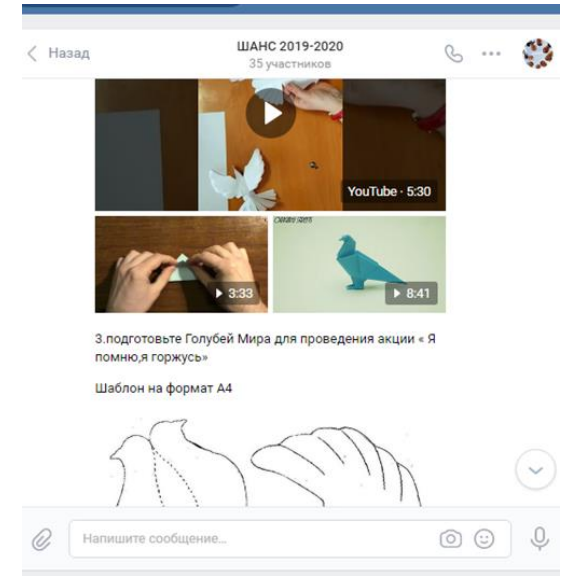 Назад
ШАНС 2019-2020
35 участников
YouTube · 5:30
3:33
8:41
3.подготовьте Голубей Мира для проведения акции « Я
помню,я горжусь»
Шаблон на формат А4
Напишите сообщение...